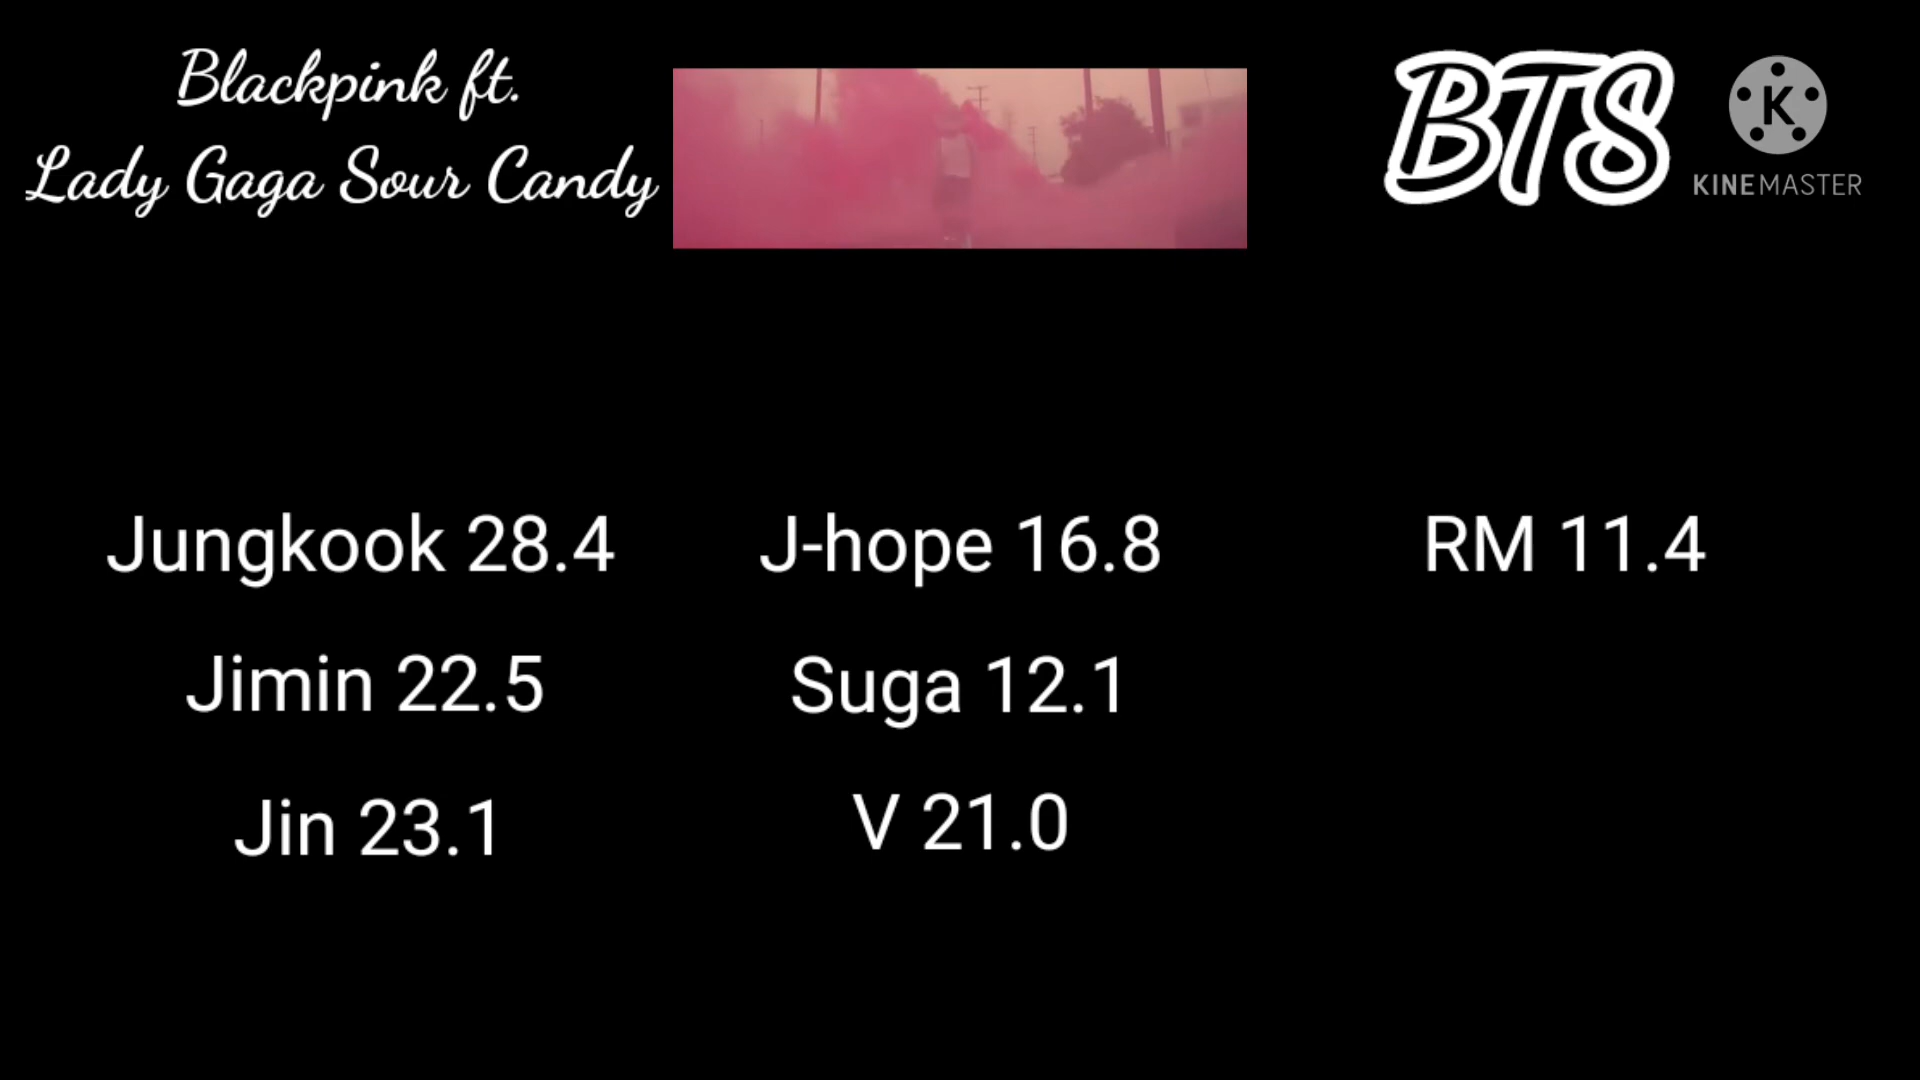 Blackpink ft.
Lady Gaga Sour Candy
BTS
K
KINEMASTER
Jungkook 28.4
J-hope 16.8
RM 11.4
Jimin 22.5
Suga 12.1
Jin 23.1
V 21.0